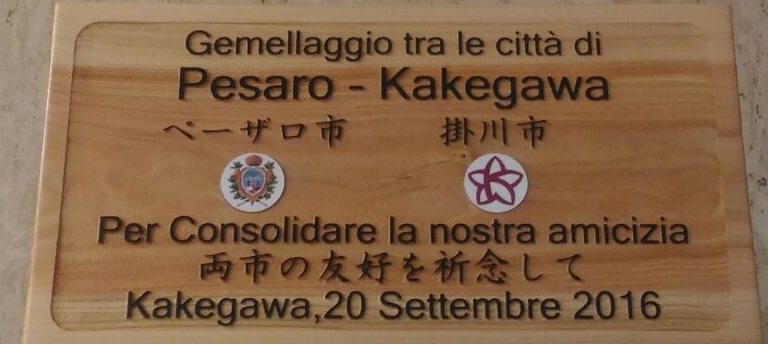 Gemellaggio tra le città di
Pesaro - Kakegawa
ペーザロ市 掛川市
Per Consolidare la nostra amicizia
両市の友好を祈念して
Kakegawa,20 Settembre 2016